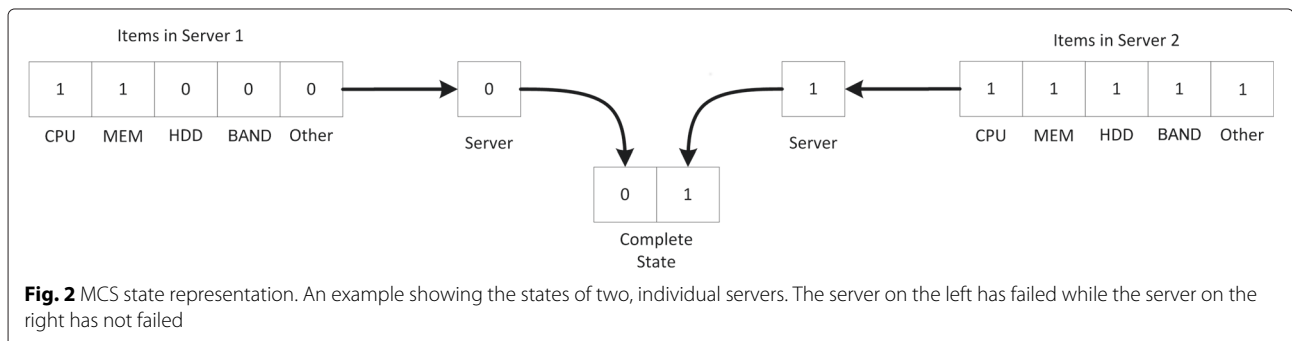 Items in Server 1
Items in Server 2
1 1 0 0 0
0
1
1 1 1 1 1
CPU MEM HDD BAND Other
Server
Server
CPU MEM HDD BAND Other
0 1
Complete
State
Fig. 2 MCS state representation. An example showing the states of two, individual servers. The server on the left has failed while the server on the
right has not failed